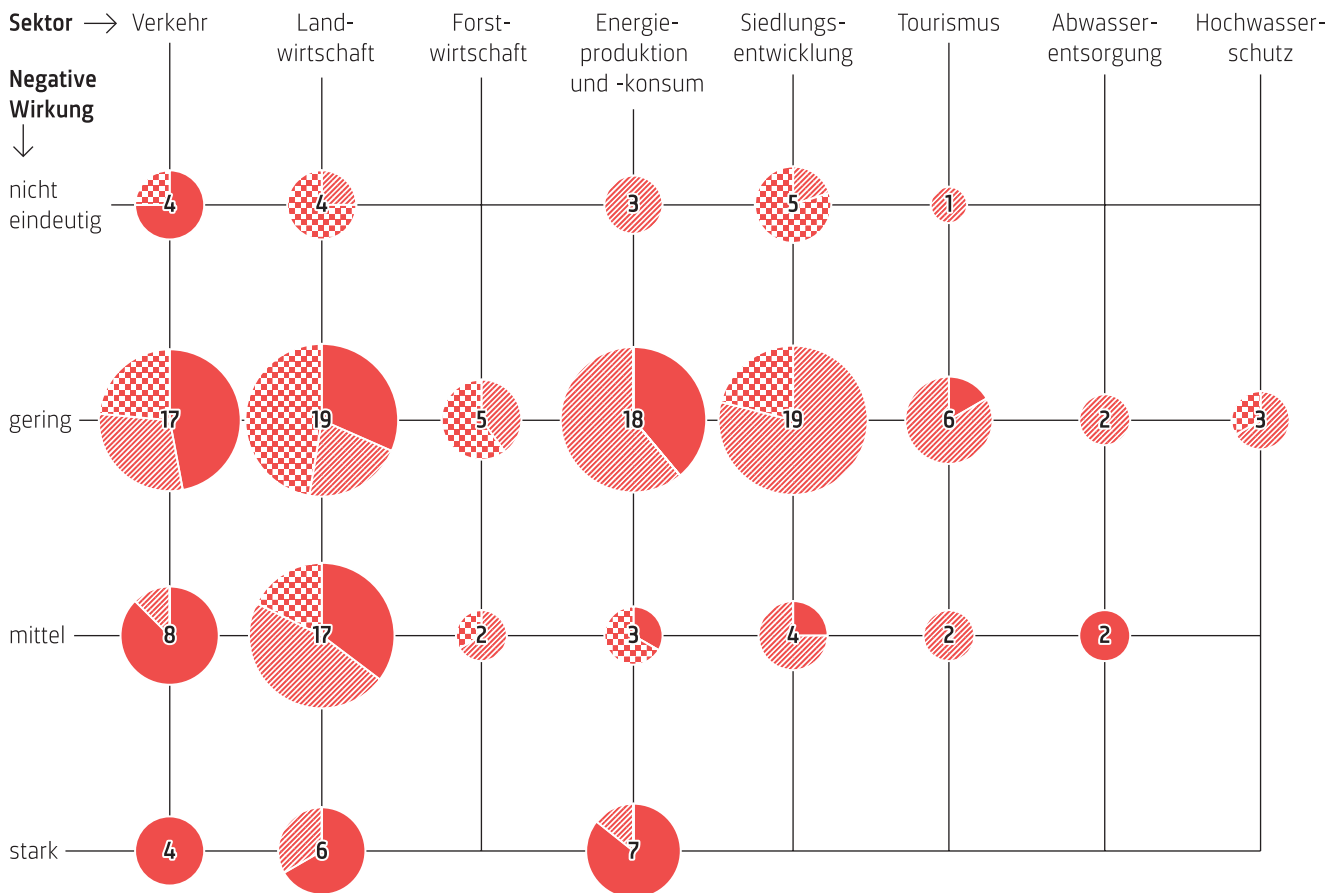 Sektor → Verkehr
Land-
wirtschaft
Forst-
wirtschaft
Energie-
produktion
und -konsum
Siedlungs-
entwicklung
Tourismus
Abwasser-
entsorgung
Hochwasser-
schutz
Negative
Wirkung
↓
nicht
eindeutig
4 4 3 5 1
gering 17 19 5 18 19 6 2 3
mittel 8 17 2 3 4 2 2
stark 4 6 7